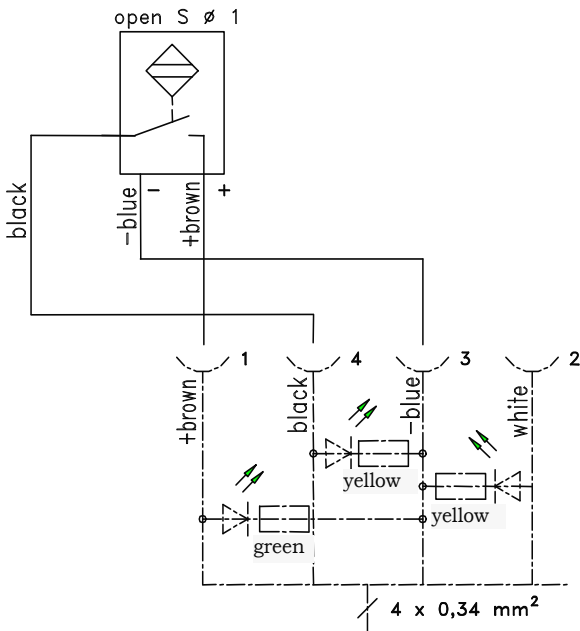 open S ø 1
black
−blue
−
+brown
+
1
4
3
2
+brown
black
−blue
white
yellow
yellow
green
4 x 0,34 mm²